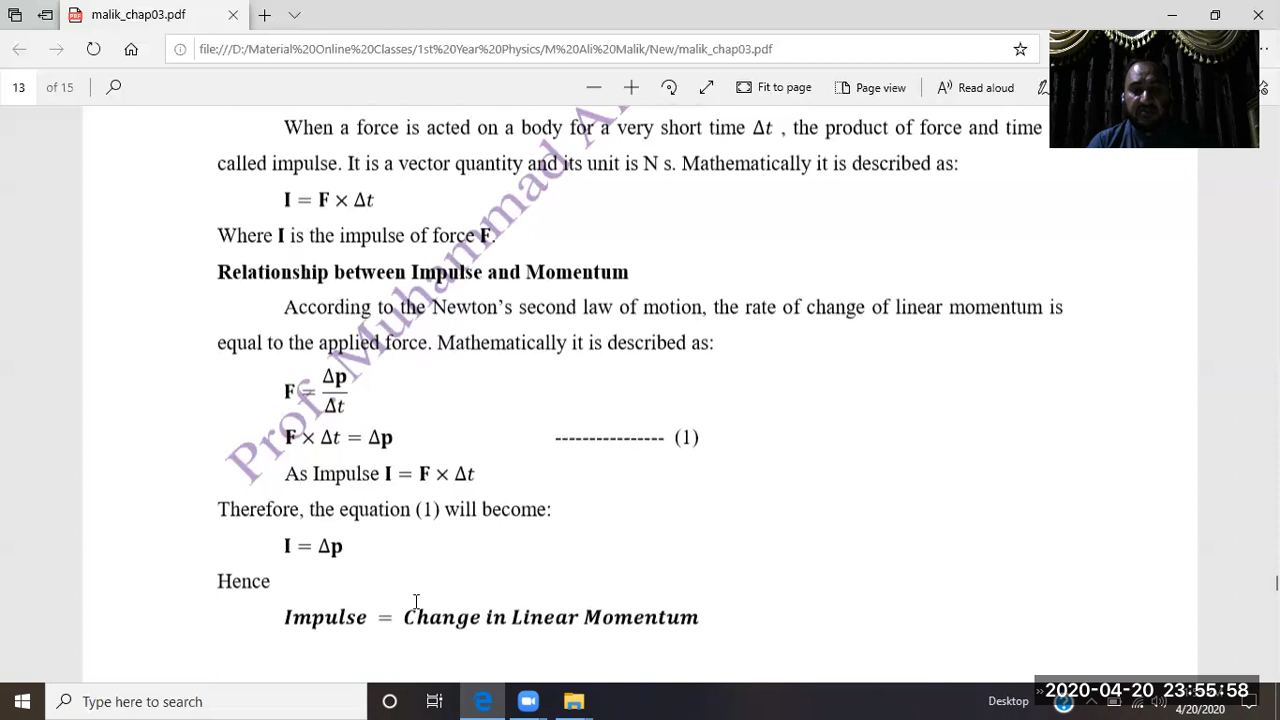 malik_chap03.pdf
file:///D:/Material%20Online%20Classes/1st%20Year%20Physics/M%20Ali%20Malik/New/malik_chap03.pdf
13 of 15
Fit to page
Page view
Read aloud
When a force is acted on a body for a very short time Δt , the product of force and time
called impulse. It is a vector quantity and its unit is N s. Mathematically it is described as:
I = F × Δt
Where I is the impulse of force F.
Relationship between Impulse and Momentum
According to the Newton's second law of motion, the rate of change of linear momentum is
equal to the applied force. Mathematically it is described as:
F = Δp/Δt
F × Δt = Δp ---------------- (1)
As Impulse I = F × Δt
Therefore, the equation (1) will become:
I = Δp
Hence
Impulse = Change in Linear Momentum
Prof. Muhammad
Type here to search
Desktop
2020-04-20 23:55:58
4/20/2020